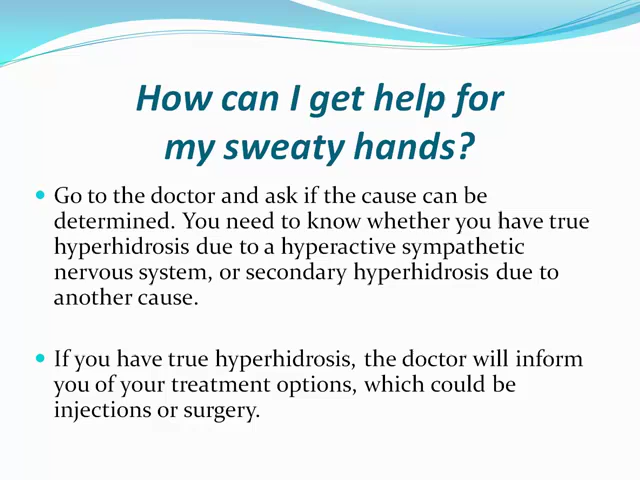 How can I get help for
my sweaty hands?
• Go to the doctor and ask if the cause can be
determined. You need to know whether you have true
hyperhidrosis due to a hyperactive sympathetic
nervous system, or secondary hyperhidrosis due to
another cause.
• If you have true hyperhidrosis, the doctor will inform
you of your treatment options, which could be
injections or surgery.